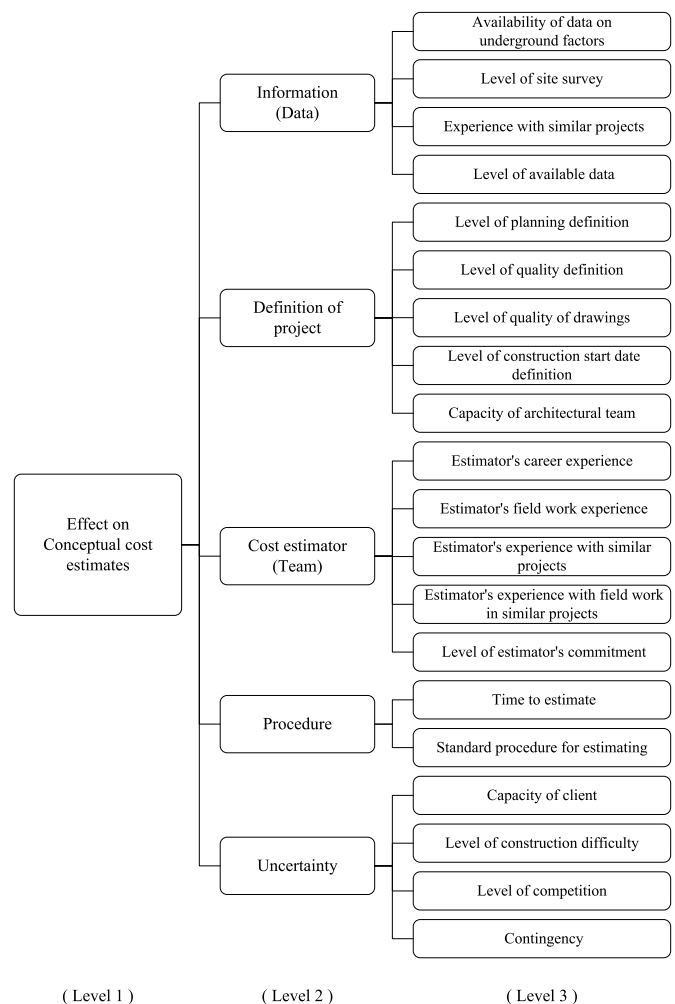 Effect on
Conceptual cost
estimates
Information
(Data)
Availability of data on
underground factors
Level of site survey
Experience with similar projects
Level of available data
Definition of
project
Level of planning definition
Level of quality definition
Level of quality of drawings
Level of construction start date
definition
Capacity of architectural team
Cost estimator
(Team)
Estimator's career experience
Estimator's field work experience
Estimator's experience with similar
projects
Estimator's experience with field work
in similar projects
Level of estimator's commitment
Procedure
Time to estimate
Standard procedure for estimating
Uncertainty
Capacity of client
Level of construction difficulty
Level of competition
Contingency
( Level 1 )
( Level 2 )
( Level 3 )